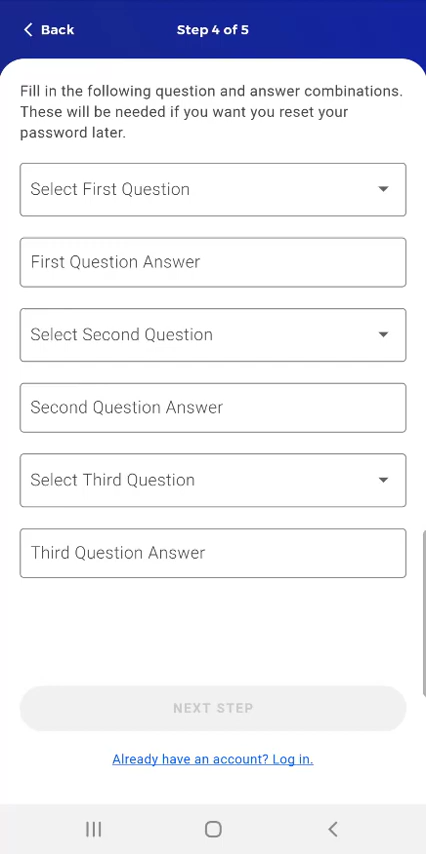 Back
Step 4 of 5
Fill in the following question and answer combinations.
These will be needed if you want you reset your
password later.
Select First Question
First Question Answer
Select Second Question
Second Question Answer
Select Third Question
Third Question Answer
NEXT STEP
Already have an account? Log in.